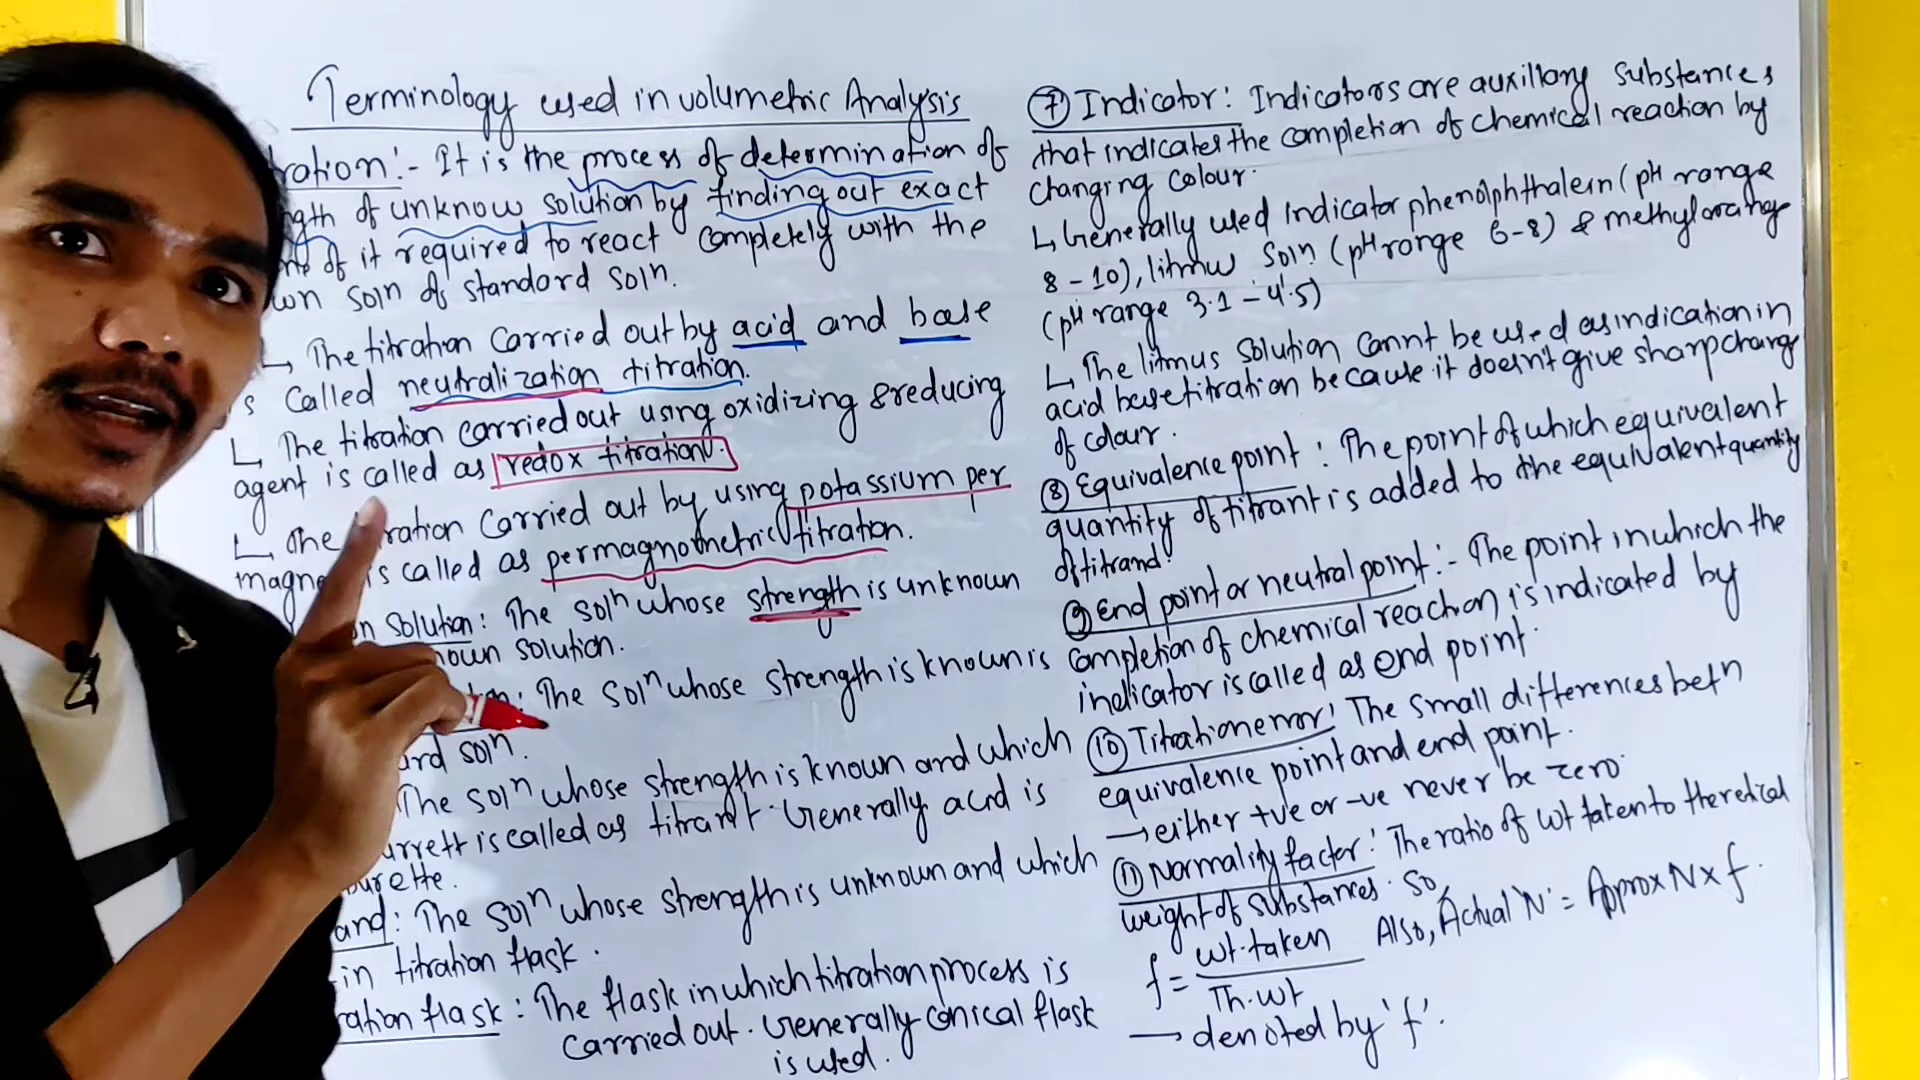 Terminology used in volumetric Analysis
ration:- It is the process of determination of
ngth of unknow solution by finding out exact
me of it required to react completely with the
wn soln of standard soln.
↳ The titration carried out by acid and base
s called neutralization titration.
↳ The titration carried out using oxidizing & reducing
agent is called as redox titration.
↳ The tration carried out by using potassium per
magne is called as permagnometric titration.
n solution: The soln whose strength is unknown
nown solution.
on: The soln whose strength is known is
ard soln.
The soln whose strength is known and which
urrett is called as titrant. Generally acid is
burette.
and: The soln whose strength is unknown and which
in titration flask.
ration flask: The flask in which titration process is
carried out. Generally conical flask
is used.
⑦ Indicator: Indicators are auxillary substances
that indicates the completion of chemical reaction by
changing colour.
↳ Generally used indicator phenolphthalein (pH range
8-10), litmus soln (pH range 6-8) & methyl orange
(pH range 3.1-4.5)
↳ The litmus solution cannt be used as indication in
acid base titration because it doesn't give sharp change
of colour.
⑧ Equivalence point: The point of which equivalent
quantity of titrant is added to the equivalent quantity
of titrand.
⑨ End point or neutral point:- The point in which the
completion of chemical reaction is indicated by
indicator is called as end point.
⑩ Titration error: The small differences betn
equivalence point and end point.
→ either +ve or -ve never be zero.
⑪ Normality factor: The ratio of wt taken to theretical
weight of substances. So,
f = wt. taken / Th. wt Also, Actual 'N' = Approx N x f.
→ denoted by 'f'.